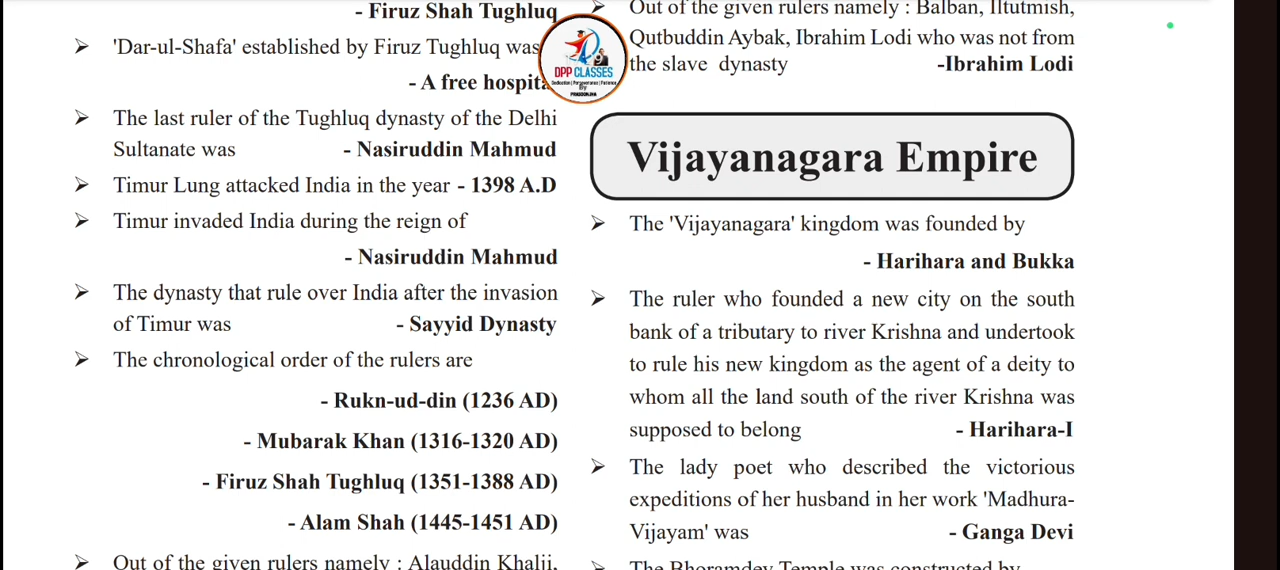 - Firuz Shah Tughluq
➢ 'Dar-ul-Shafa' established by Firuz Tughluq was
- A free hospital
➢ The last ruler of the Tughluq dynasty of the Delhi
Sultanate was - Nasiruddin Mahmud
➢ Timur Lung attacked India in the year - 1398 A.D
➢ Timur invaded India during the reign of
- Nasiruddin Mahmud
➢ The dynasty that rule over India after the invasion
of Timur was - Sayyid Dynasty
➢ The chronological order of the rulers are
- Rukn-ud-din (1236 AD)
- Mubarak Khan (1316-1320 AD)
- Firuz Shah Tughluq (1351-1388 AD)
- Alam Shah (1445-1451 AD)
➢ Out of the given rulers namely : Alauddin Khalji,
DPP CLASSES
By
➢ Out of the given rulers namely : Balban, Iltutmish,
Qutbuddin Aybak, Ibrahim Lodi who was not from
the slave dynasty -Ibrahim Lodi
Vijayanagara Empire
➢ The 'Vijayanagara' kingdom was founded by
- Harihara and Bukka
➢ The ruler who founded a new city on the south
bank of a tributary to river Krishna and undertook
to rule his new kingdom as the agent of a deity to
whom all the land south of the river Krishna was
supposed to belong - Harihara-I
➢ The lady poet who described the victorious
expeditions of her husband in her work 'Madhura-
Vijayam' was - Ganga Devi
➢ The Bhoramdev Temple was constructed by